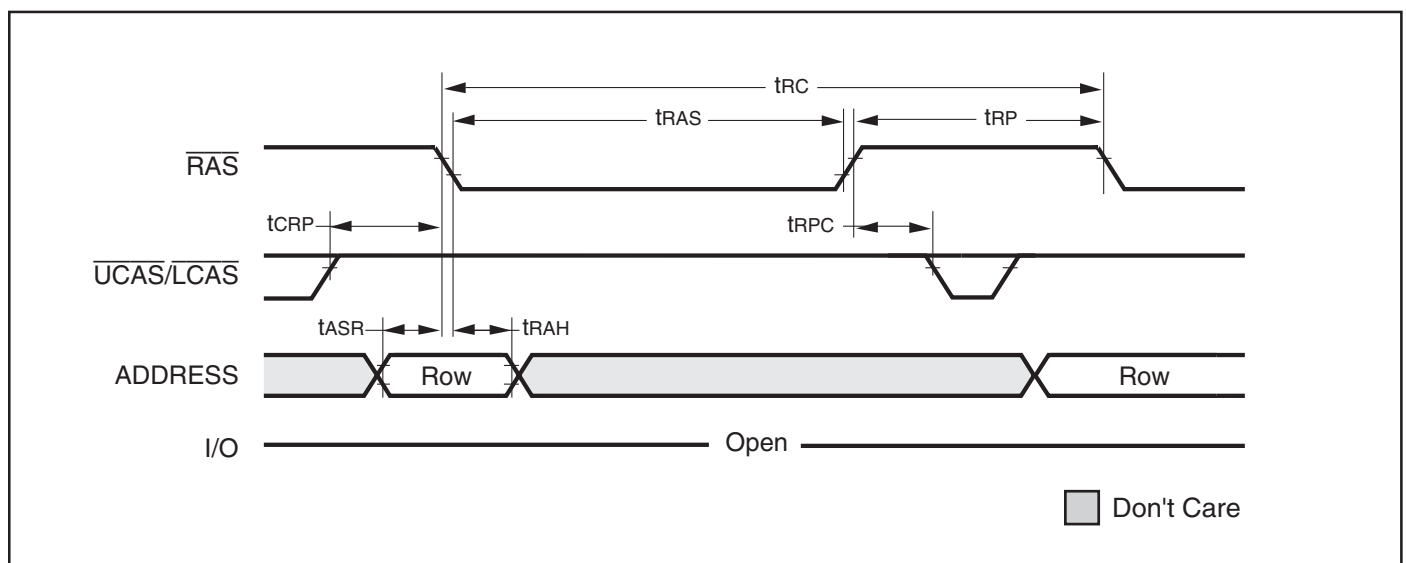 tRC
tRAS
tRP
RAS
tCRP
tRPC
UCAS/LCAS
tASR
tRAH
ADDRESS
Row
Row
I/O
Open
Don't Care